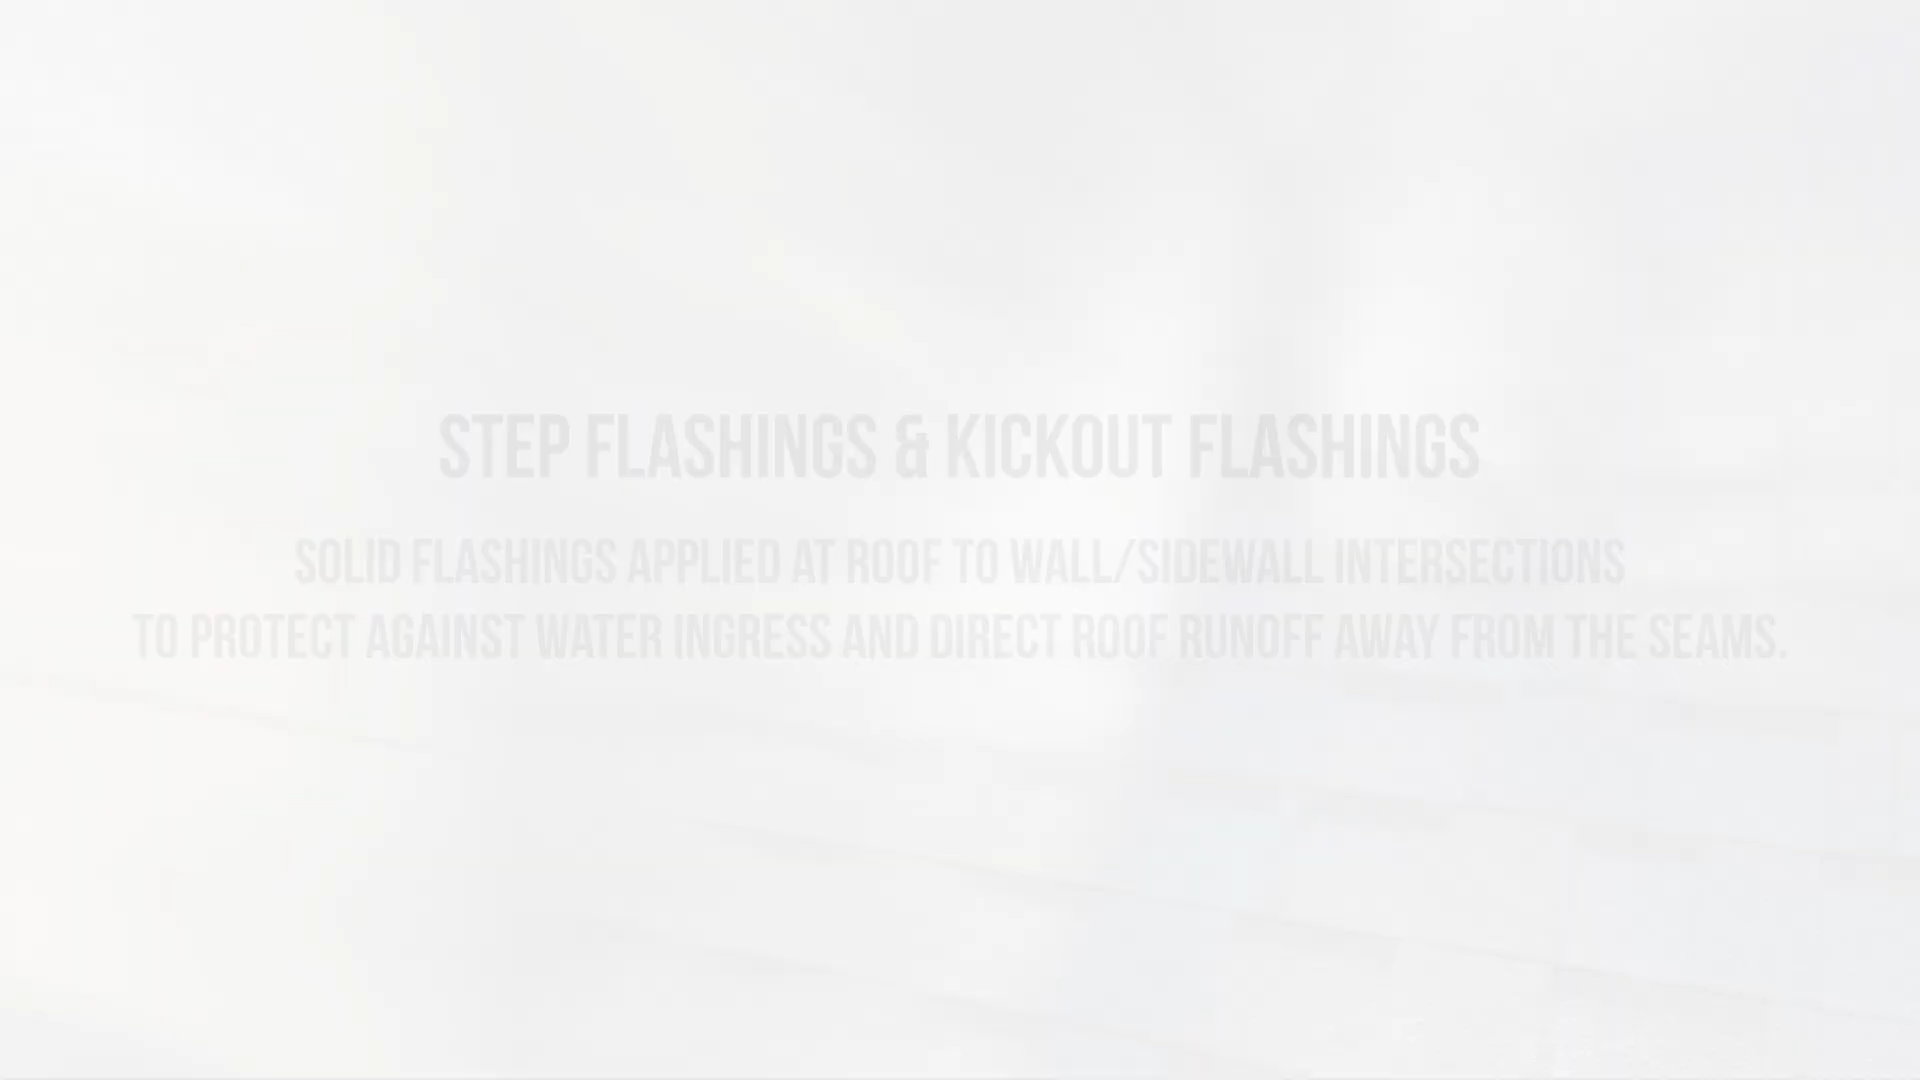 STEP FLASHINGS & KICKOUT FLASHINGS
SOLID FLASHINGS APPLIED AT ROOF TO WALL/SIDEWALL INTERSECTIONS
TO PROTECT AGAINST WATER INGRESS AND DIRECT ROOF RUNOFF AWAY FROM THE SEAMS.